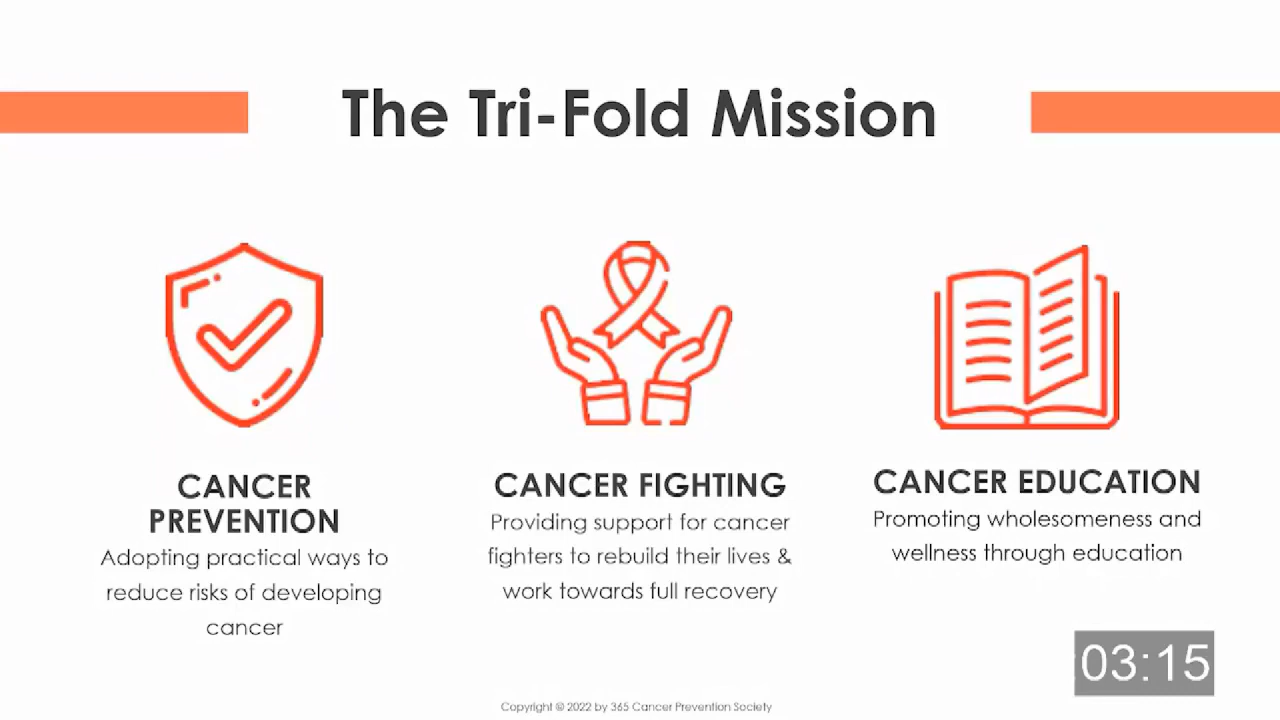 The Tri-Fold Mission
CANCER
PREVENTION
Adopting practical ways to
reduce risks of developing
cancer
CANCER FIGHTING
Providing support for cancer
fighters to rebuild their lives &
work towards full recovery
CANCER EDUCATION
Promoting wholesomeness and
wellness through education
03:15
Copyright © 2022 by 365 Cancer Prevention Society